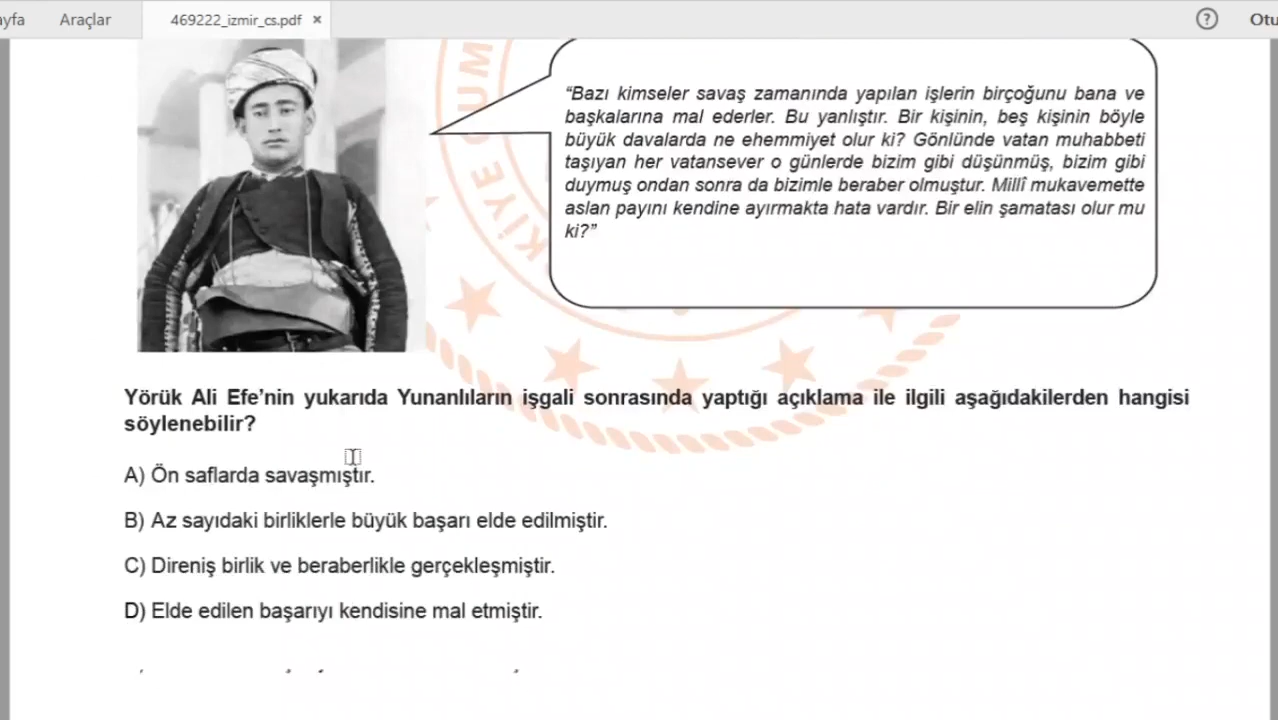 ayfa Araçlar 469222_izmir_cs.pdf × ? Otu
“Bazı kimseler savaş zamanında yapılan işlerin birçoğunu bana ve
başkalarına mal ederler. Bu yanlıştır. Bir kişinin, beş kişinin böyle
büyük davalarda ne ehemmiyet olur ki? Gönlünde vatan muhabbeti
taşıyan her vatansever o günlerde bizim gibi düşünmüş, bizim gibi
duymuş ondan sonra da bizimle beraber olmuştur. Millî mukavemette
aslan payını kendine ayırmakta hata vardır. Bir elin şamatası olur mu
ki?”
Yörük Ali Efe’nin yukarıda Yunanlıların işgali sonrasında yaptığı açıklama ile ilgili aşağıdakilerden hangisi
söylenebilir?
A) Ön saflarda savaşmıştır.
B) Az sayıdaki birliklerle büyük başarı elde edilmiştir.
C) Direniş birlik ve beraberlikle gerçekleşmiştir.
D) Elde edilen başarıyı kendisine mal etmiştir.